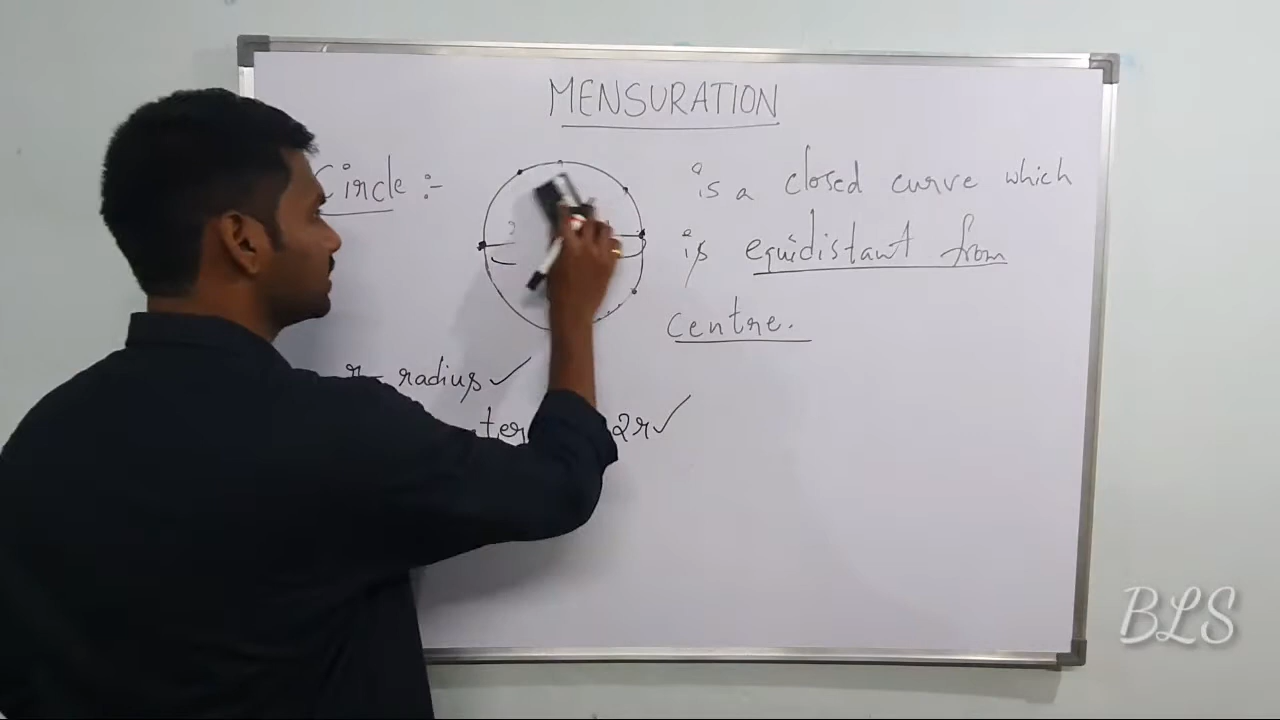 MENSURATION
Circle :-
is a closed curve which
is equidistant from
centre.
r - radius ✓
2r ✓
BLS